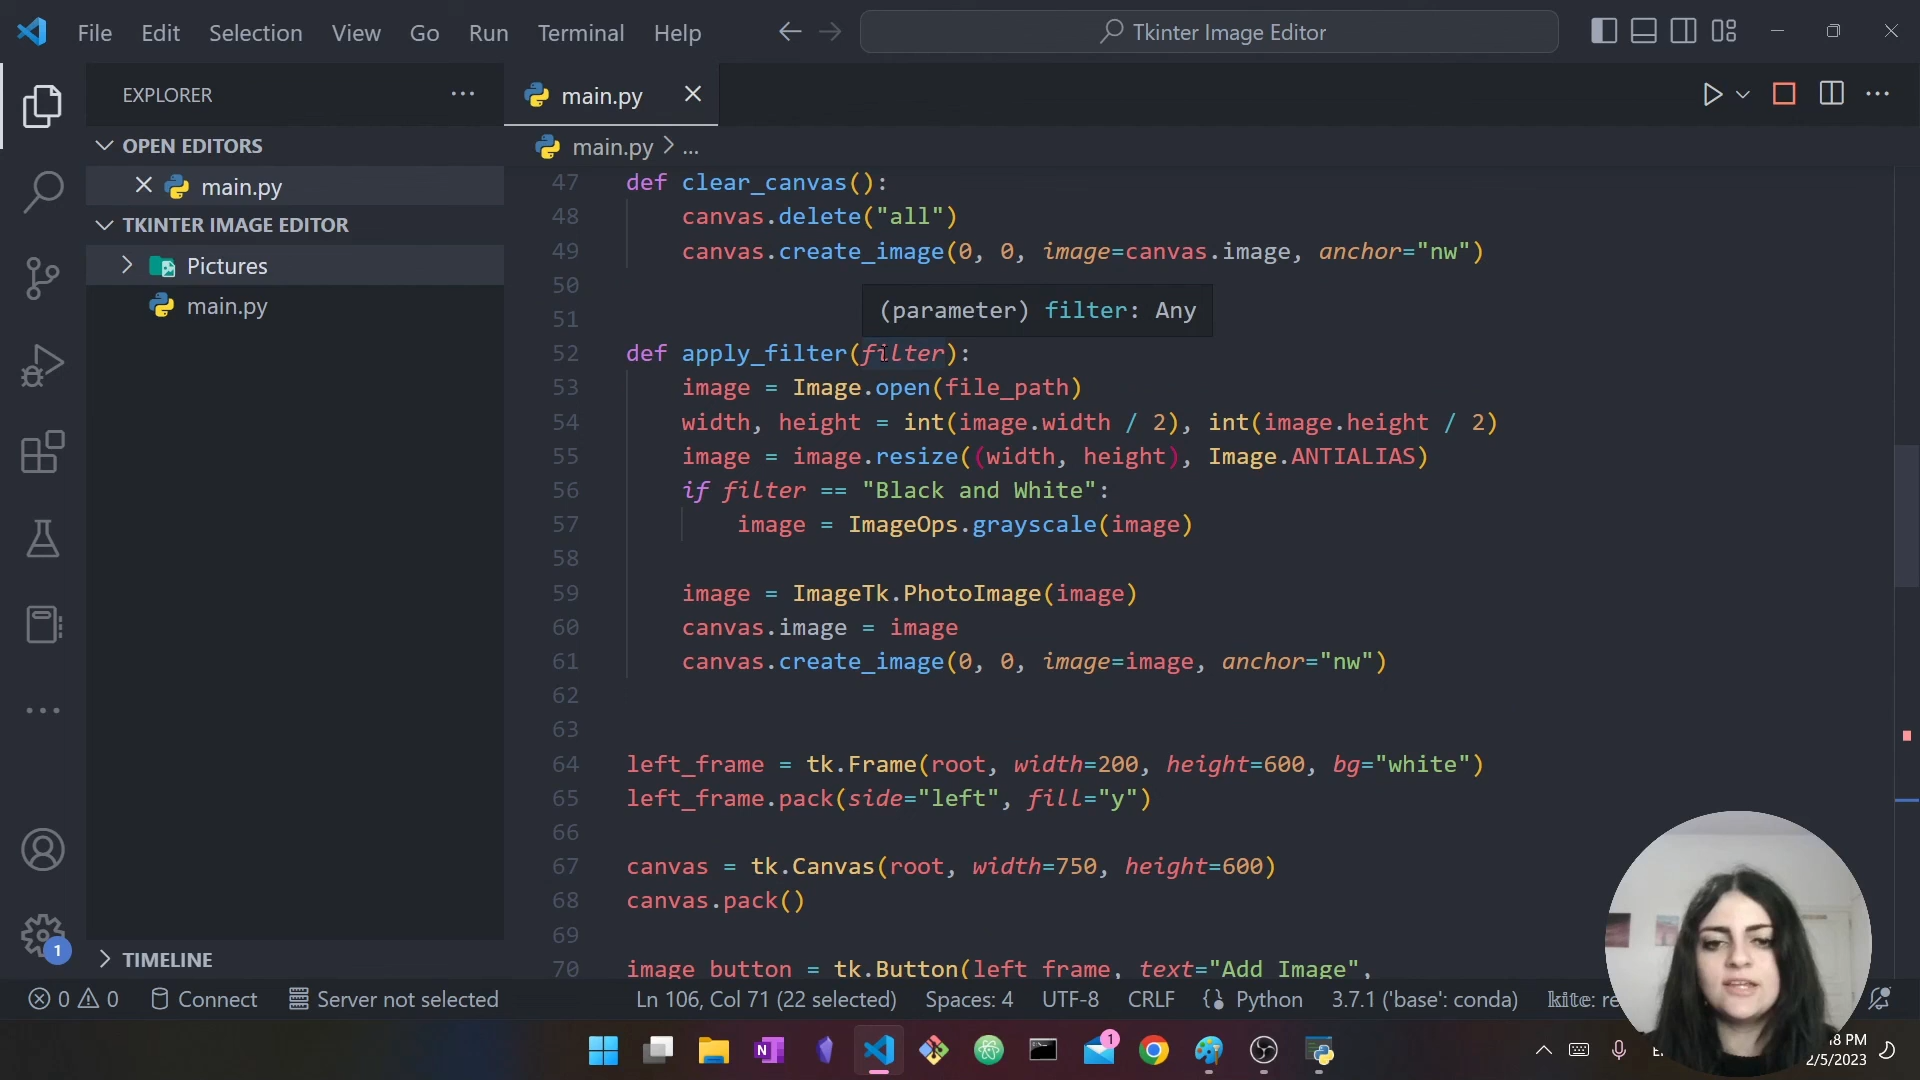 File Edit Selection View Go Run Terminal Help
Tkinter Image Editor
EXPLORER
OPEN EDITORS
main.py
TKINTER IMAGE EDITOR
Pictures
main.py
TIMELINE
main.py
main.py > ...
47 def clear_canvas():
48 canvas.delete("all")
49 canvas.create_image(0, 0, image=canvas.image, anchor="nw")
50
(parameter) filter: Any
51
52 def apply_filter(filter):
53 image = Image.open(file_path)
54 width, height = int(image.width / 2), int(image.height / 2)
55 image = image.resize((width, height), Image.ANTIALIAS)
56 if filter == "Black and White":
57 image = ImageOps.grayscale(image)
58
59 image = ImageTk.PhotoImage(image)
60 canvas.image = image
61 canvas.create_image(0, 0, image=image, anchor="nw")
62
63
64 left_frame = tk.Frame(root, width=200, height=600, bg="white")
65 left_frame.pack(side="left", fill="y")
66
67 canvas = tk.Canvas(root, width=750, height=600)
68 canvas.pack()
69
70 image_button = tk.Button(left_frame, text="Add Image",
1
0 0 Connect Server not selected Ln 106, Col 71 (22 selected) Spaces: 4 UTF-8 CRLF { } Python 3.7.1 ('base': conda) kite:
1
18 PM
2/5/2023